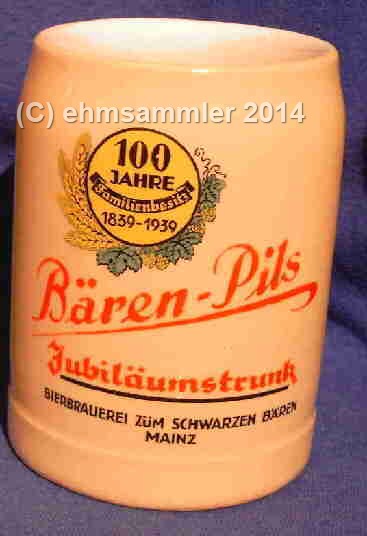 (C) ehmsammler 2014
100
JAHRE
Familienbesitz
1839-1939
Bären-Pils
Jubiläumstrunk
BIERBRAUEREI ZUM SCHWARZEN BÄREN
MAINZ